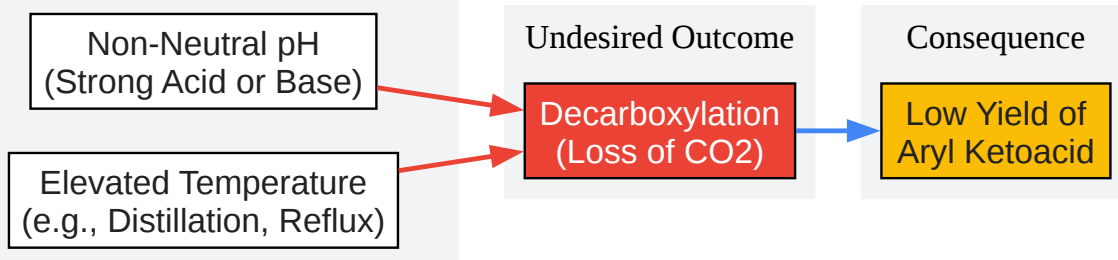 Non-Neutral pH
(Strong Acid or Base)
Elevated Temperature
(e.g., Distillation, Reflux)
Undesired Outcome
Decarboxylation
(Loss of CO2)
Consequence
Low Yield of
Aryl Ketoacid